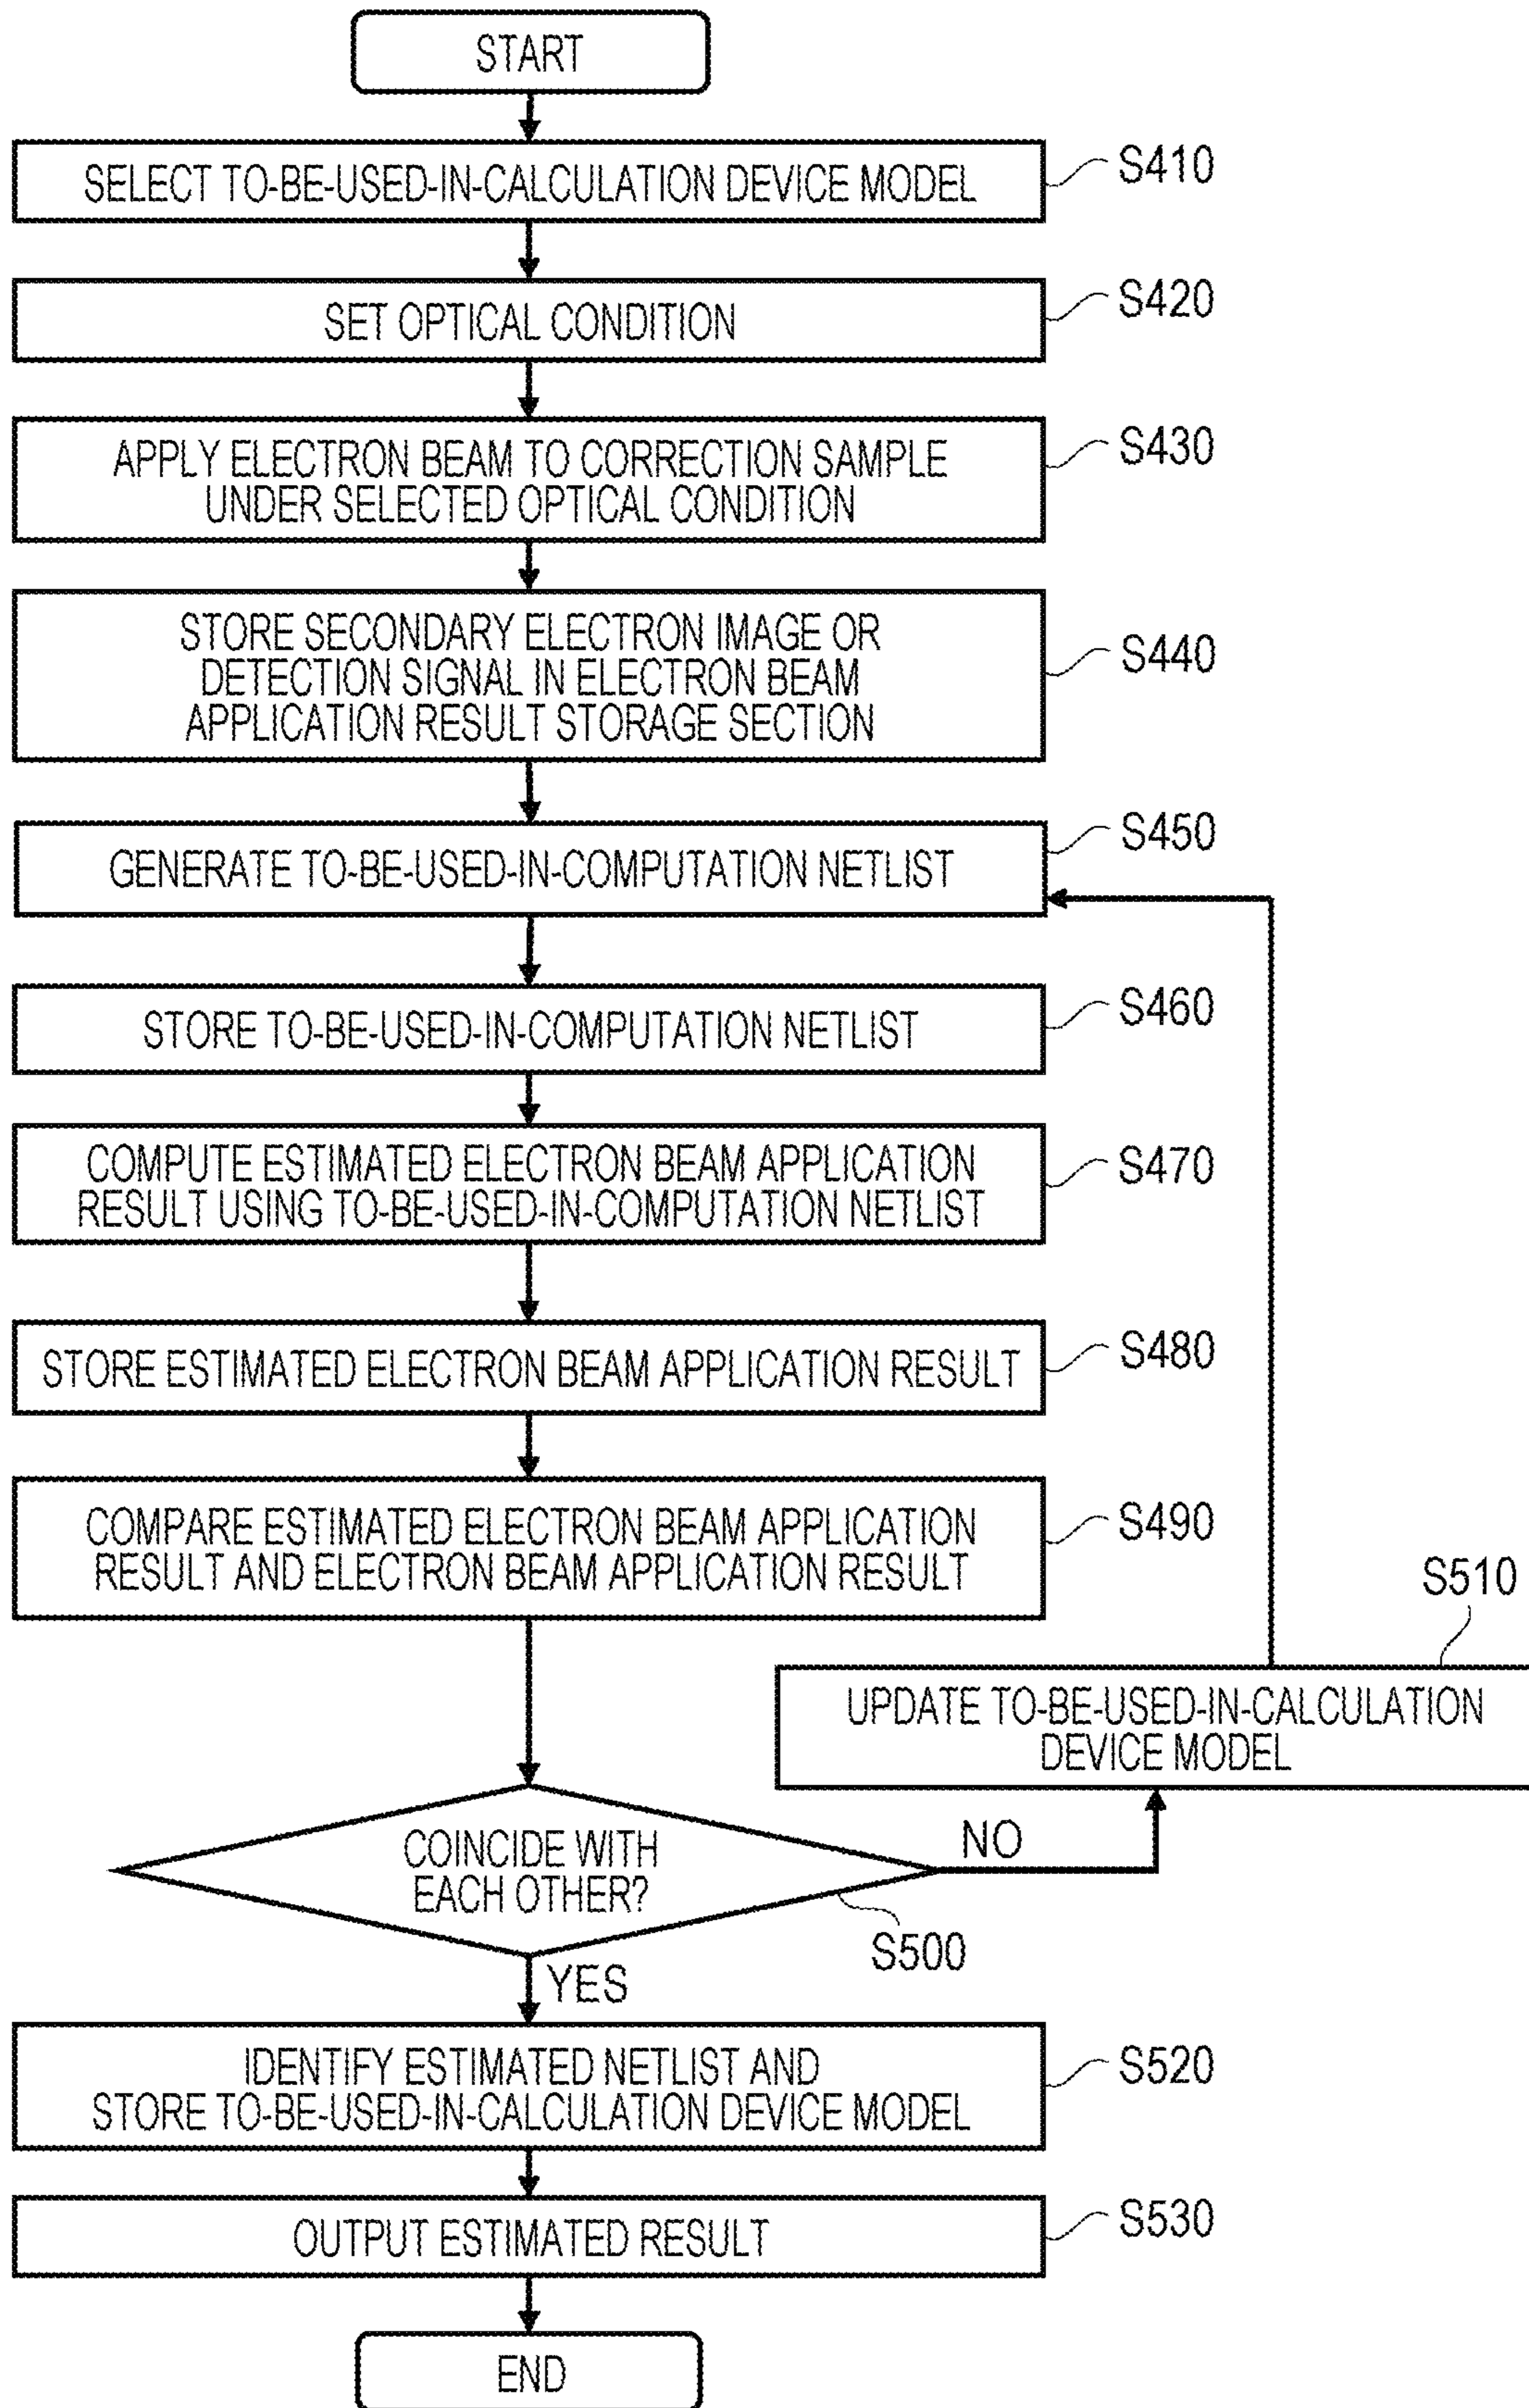 START
SELECT TO-BE-USED-IN-CALCULATION DEVICE MODEL
S410
SET OPTICAL CONDITION
S420
APPLY ELECTRON BEAM TO CORRECTION SAMPLE
UNDER SELECTED OPTICAL CONDITION
S430
STORE SECONDARY ELECTRON IMAGE OR
DETECTION SIGNAL IN ELECTRON BEAM
APPLICATION RESULT STORAGE SECTION
S440
GENERATE TO-BE-USED-IN-COMPUTATION NETLIST
S450
STORE TO-BE-USED-IN-COMPUTATION NETLIST
S460
COMPUTE ESTIMATED ELECTRON BEAM APPLICATION
RESULT USING TO-BE-USED-IN-COMPUTATION NETLIST
S470
STORE ESTIMATED ELECTRON BEAM APPLICATION RESULT
S480
COMPARE ESTIMATED ELECTRON BEAM APPLICATION
RESULT AND ELECTRON BEAM APPLICATION RESULT
S490
S510
UPDATE TO-BE-USED-IN-CALCULATION
DEVICE MODEL
COINCIDE WITH
EACH OTHER?
NO
S500
YES
IDENTIFY ESTIMATED NETLIST AND
STORE TO-BE-USED-IN-CALCULATION DEVICE MODEL
S520
OUTPUT ESTIMATED RESULT
S530
END